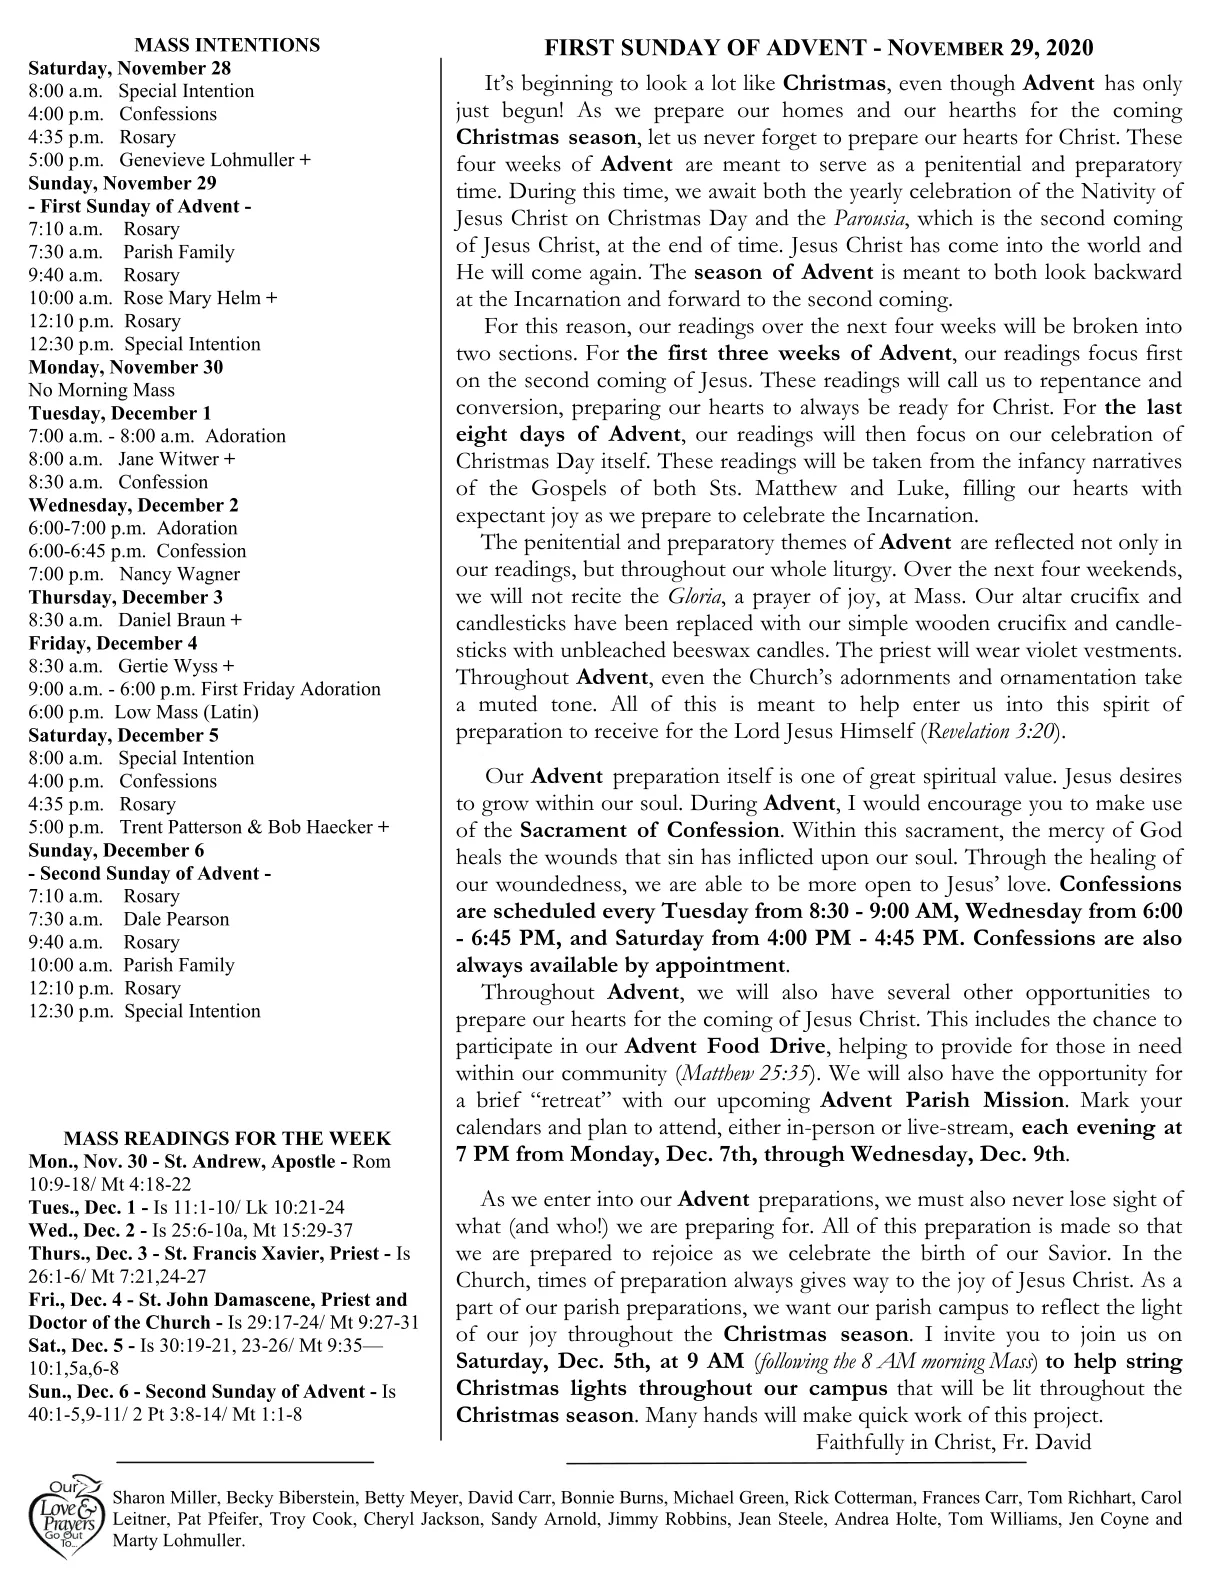 MASS INTENTIONS
Saturday, November 28
8:00 a.m. Special Intention
4:00 p.m. Confessions
4:35 p.m. Rosary
5:00 p.m. Genevieve Lohmuller +
Sunday, November 29
- First Sunday of Advent -
7:10 a.m. Rosary
7:30 a.m. Parish Family
9:40 a.m. Rosary
10:00 a.m. Rose Mary Helm +
12:10 p.m. Rosary
12:30 p.m. Special Intention
Monday, November 30
No Morning Mass
Tuesday, December 1
7:00 a.m. - 8:00 a.m. Adoration
8:00 a.m. Jane Witwer +
8:30 a.m. Confession
Wednesday, December 2
6:00-7:00 p.m. Adoration
6:00-6:45 p.m. Confession
7:00 p.m. Nancy Wagner
Thursday, December 3
8:30 a.m. Daniel Braun +
Friday, December 4
8:30 a.m. Gertie Wyss +
9:00 a.m. - 6:00 p.m. First Friday Adoration
6:00 p.m. Low Mass (Latin)
Saturday, December 5
8:00 a.m. Special Intention
4:00 p.m. Confessions
4:35 p.m. Rosary
5:00 p.m. Trent Patterson & Bob Haecker +
Sunday, December 6
- Second Sunday of Advent -
7:10 a.m. Rosary
7:30 a.m. Dale Pearson
9:40 a.m. Rosary
10:00 a.m. Parish Family
12:10 p.m. Rosary
12:30 p.m. Special Intention
MASS READINGS FOR THE WEEK
Mon., Nov. 30 - St. Andrew, Apostle - Rom
10:9-18/ Mt 4:18-22
Tues., Dec. 1 - Is 11:1-10/ Lk 10:21-24
Wed., Dec. 2 - Is 25:6-10a, Mt 15:29-37
Thurs., Dec. 3 - St. Francis Xavier, Priest - Is
26:1-6/ Mt 7:21,24-27
Fri., Dec. 4 - St. John Damascene, Priest and
Doctor of the Church - Is 29:17-24/ Mt 9:27-31
Sat., Dec. 5 - Is 30:19-21, 23-26/ Mt 9:35—
10:1,5a,6-8
Sun., Dec. 6 - Second Sunday of Advent - Is
40:1-5,9-11/ 2 Pt 3:8-14/ Mt 1:1-8
FIRST SUNDAY OF ADVENT - NOVEMBER 29, 2020
It's beginning to look a lot like Christmas, even though Advent has only
just begun! As we prepare our homes and our hearths for the coming
Christmas season, let us never forget to prepare our hearts for Christ. These
four weeks of Advent are meant to serve as a penitential and preparatory
time. During this time, we await both the yearly celebration of the Nativity of
Jesus Christ on Christmas Day and the Parousia, which is the second coming
of Jesus Christ, at the end of time. Jesus Christ has come into the world and
He will come again. The season of Advent is meant to both look backward
at the Incarnation and forward to the second coming.
For this reason, our readings over the next four weeks will be broken into
two sections. For the first three weeks of Advent, our readings focus first
on the second coming of Jesus. These readings will call us to repentance and
conversion, preparing our hearts to always be ready for Christ. For the last
eight days of Advent, our readings will then focus on our celebration of
Christmas Day itself. These readings will be taken from the infancy narratives
of the Gospels of both Sts. Matthew and Luke, filling our hearts with
expectant joy as we prepare to celebrate the Incarnation.
The penitential and preparatory themes of Advent are reflected not only in
our readings, but throughout our whole liturgy. Over the next four weekends,
we will not recite the Gloria, a prayer of joy, at Mass. Our altar crucifix and
candlesticks have been replaced with our simple wooden crucifix and candle-
sticks with unbleached beeswax candles. The priest will wear violet vestments.
Throughout Advent, even the Church's adornments and ornamentation take
a muted tone. All of this is meant to help enter us into this spirit of
preparation to receive for the Lord Jesus Himself (Revelation 3:20).
Our Advent preparation itself is one of great spiritual value. Jesus desires
to grow within our soul. During Advent, I would encourage you to make use
of the Sacrament of Confession. Within this sacrament, the mercy of God
heals the wounds that sin has inflicted upon our soul. Through the healing of
our woundedness, we are able to be more open to Jesus' love. Confessions
are scheduled every Tuesday from 8:30 - 9:00 AM, Wednesday from 6:00
- 6:45 PM, and Saturday from 4:00 PM - 4:45 PM. Confessions are also
always available by appointment.
Throughout Advent, we will also have several other opportunities to
prepare our hearts for the coming of Jesus Christ. This includes the chance to
participate in our Advent Food Drive, helping to provide for those in need
within our community (Matthew 25:35). We will also have the opportunity for
a brief “retreat” with our upcoming Advent Parish Mission. Mark your
calendars and plan to attend, either in-person or live-stream, each evening at
7 PM from Monday, Dec. 7th, through Wednesday, Dec. 9th.
As we enter into our Advent preparations, we must also never lose sight of
what (and who!) we are preparing for. All of this preparation is made so that
we are prepared to rejoice as we celebrate the birth of our Savior. In the
Church, times of preparation always gives way to the joy of Jesus Christ. As a
part of our parish preparations, we want our parish campus to reflect the light
of our joy throughout the Christmas season. I invite you to join us on
Saturday, Dec. 5th, at 9 AM (following the 8 AM morning Mass) to help string
Christmas lights throughout our campus that will be lit throughout the
Christmas season. Many hands will make quick work of this project.
Faithfully in Christ, Fr. David
Our
Love &
Prayers
Go Out
To...
Sharon Miller, Becky Biberstein, Betty Meyer, David Carr, Bonnie Burns, Michael Green, Rick Cotterman, Frances Carr, Tom Richhart, Carol
Leitner, Pat Pfeifer, Troy Cook, Cheryl Jackson, Sandy Arnold, Jimmy Robbins, Jean Steele, Andrea Holte, Tom Williams, Jen Coyne and
Marty Lohmuller.